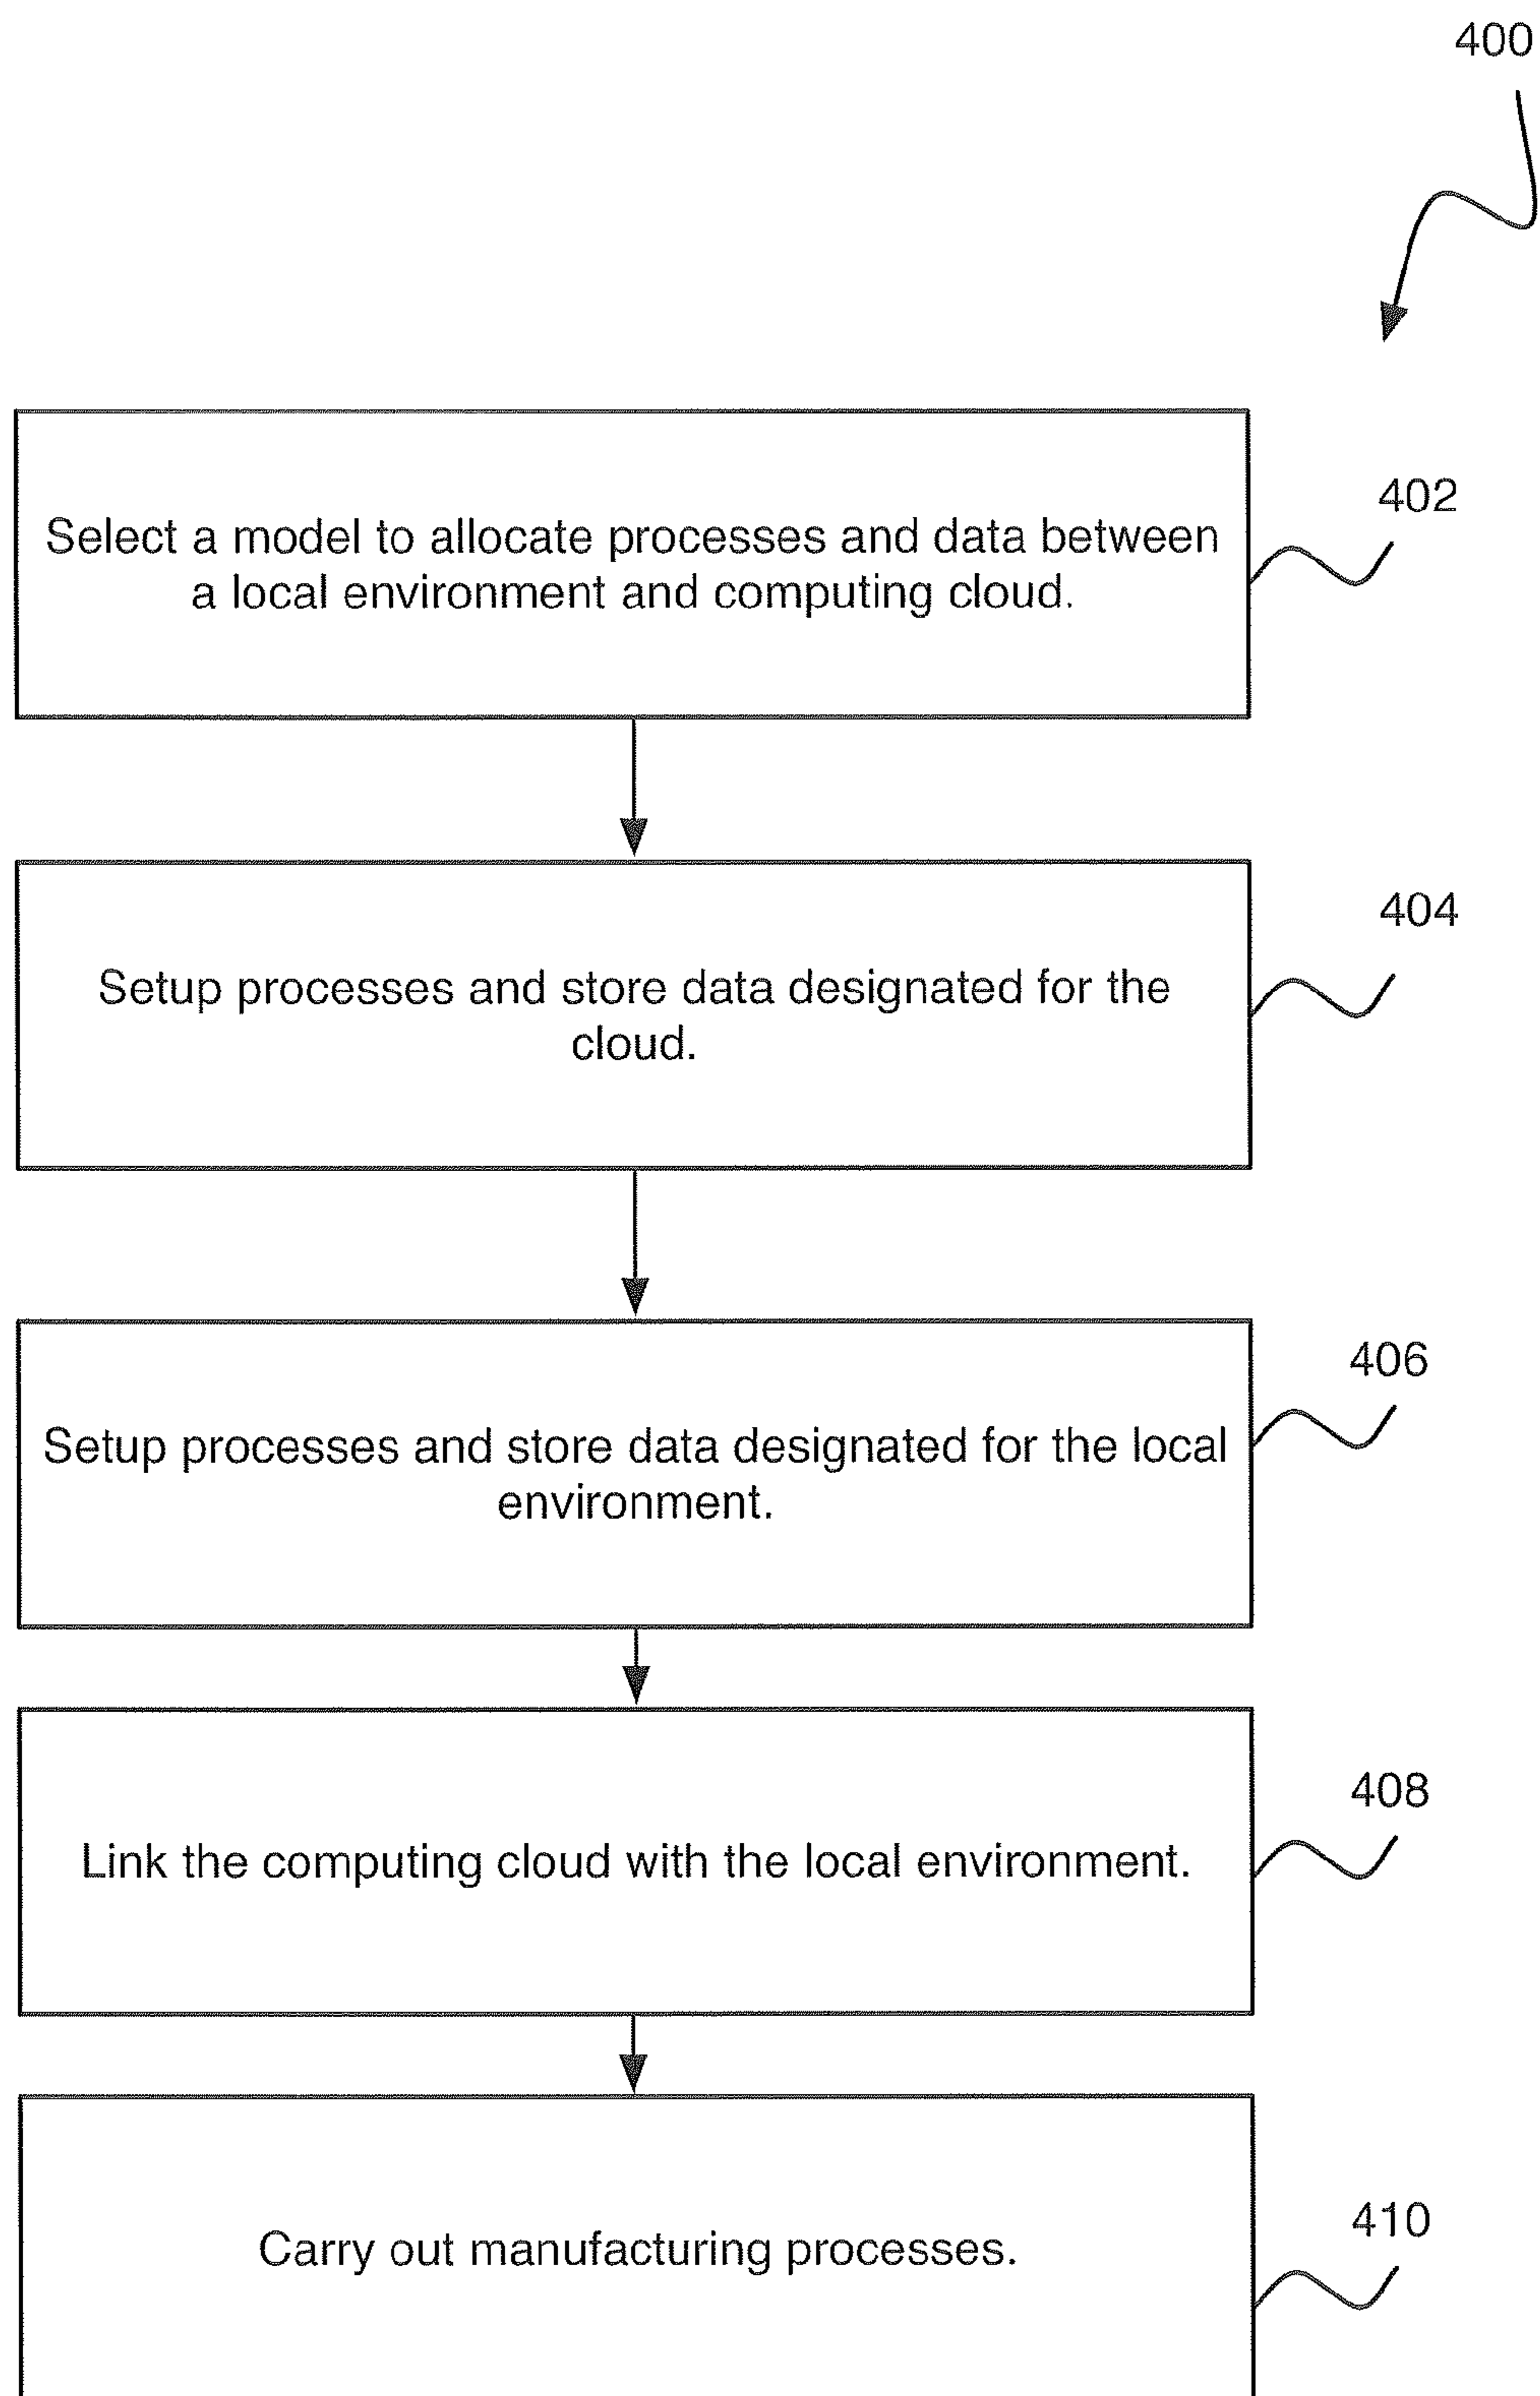 400
Select a model to allocate processes and data between
a local environment and computing cloud.
402
Setup processes and store data designated for the
cloud.
404
Setup processes and store data designated for the local
environment.
406
Link the computing cloud with the local environment.
408
Carry out manufacturing processes.
410